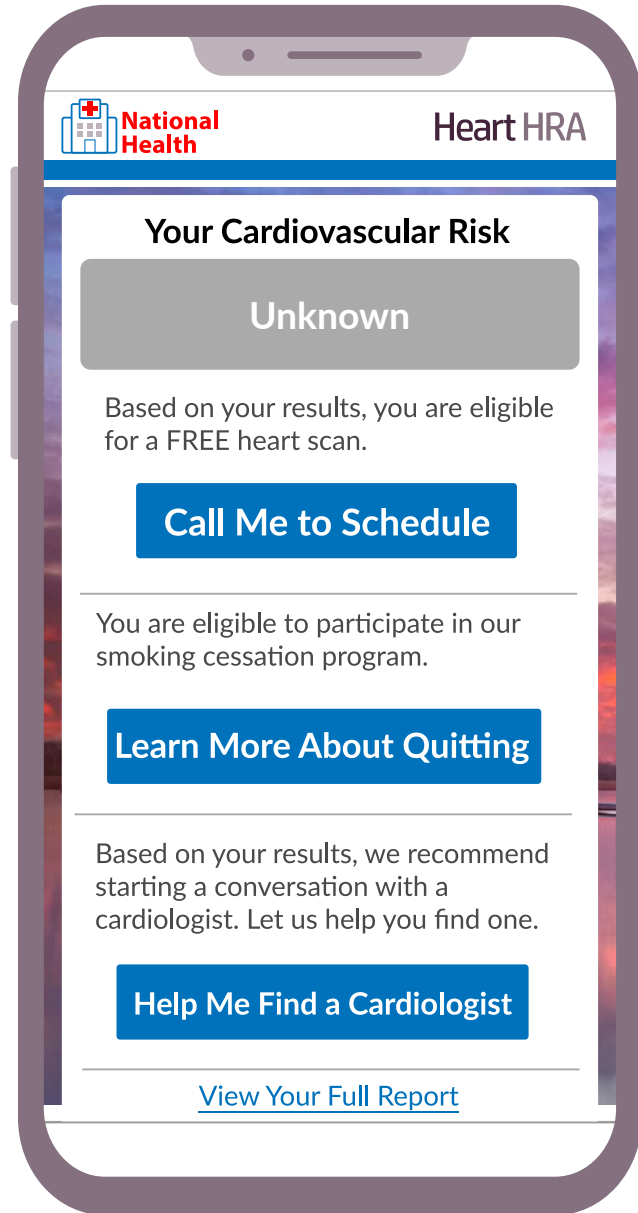 National
Health
Heart HRA
Your Cardiovascular Risk
Unknown
Based on your results, you are eligible
for a FREE heart scan.
Call Me to Schedule
You are eligible to participate in our
smoking cessation program.
Learn More About Quitting
Based on your results, we recommend
starting a conversation with a
cardiologist. Let us help you find one.
Help Me Find a Cardiologist
View Your Full Report